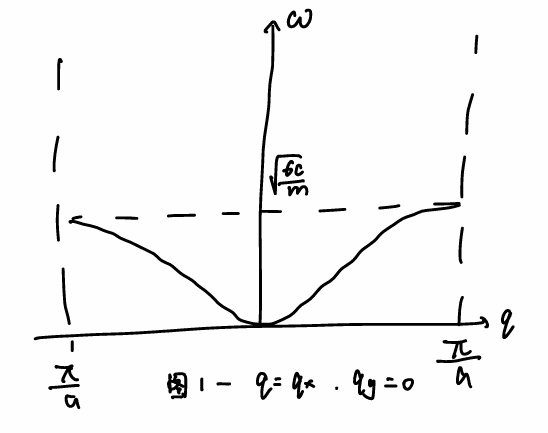 ω
√(6c/m)
q
π/a
π/a
图1- q=qx . qy=0